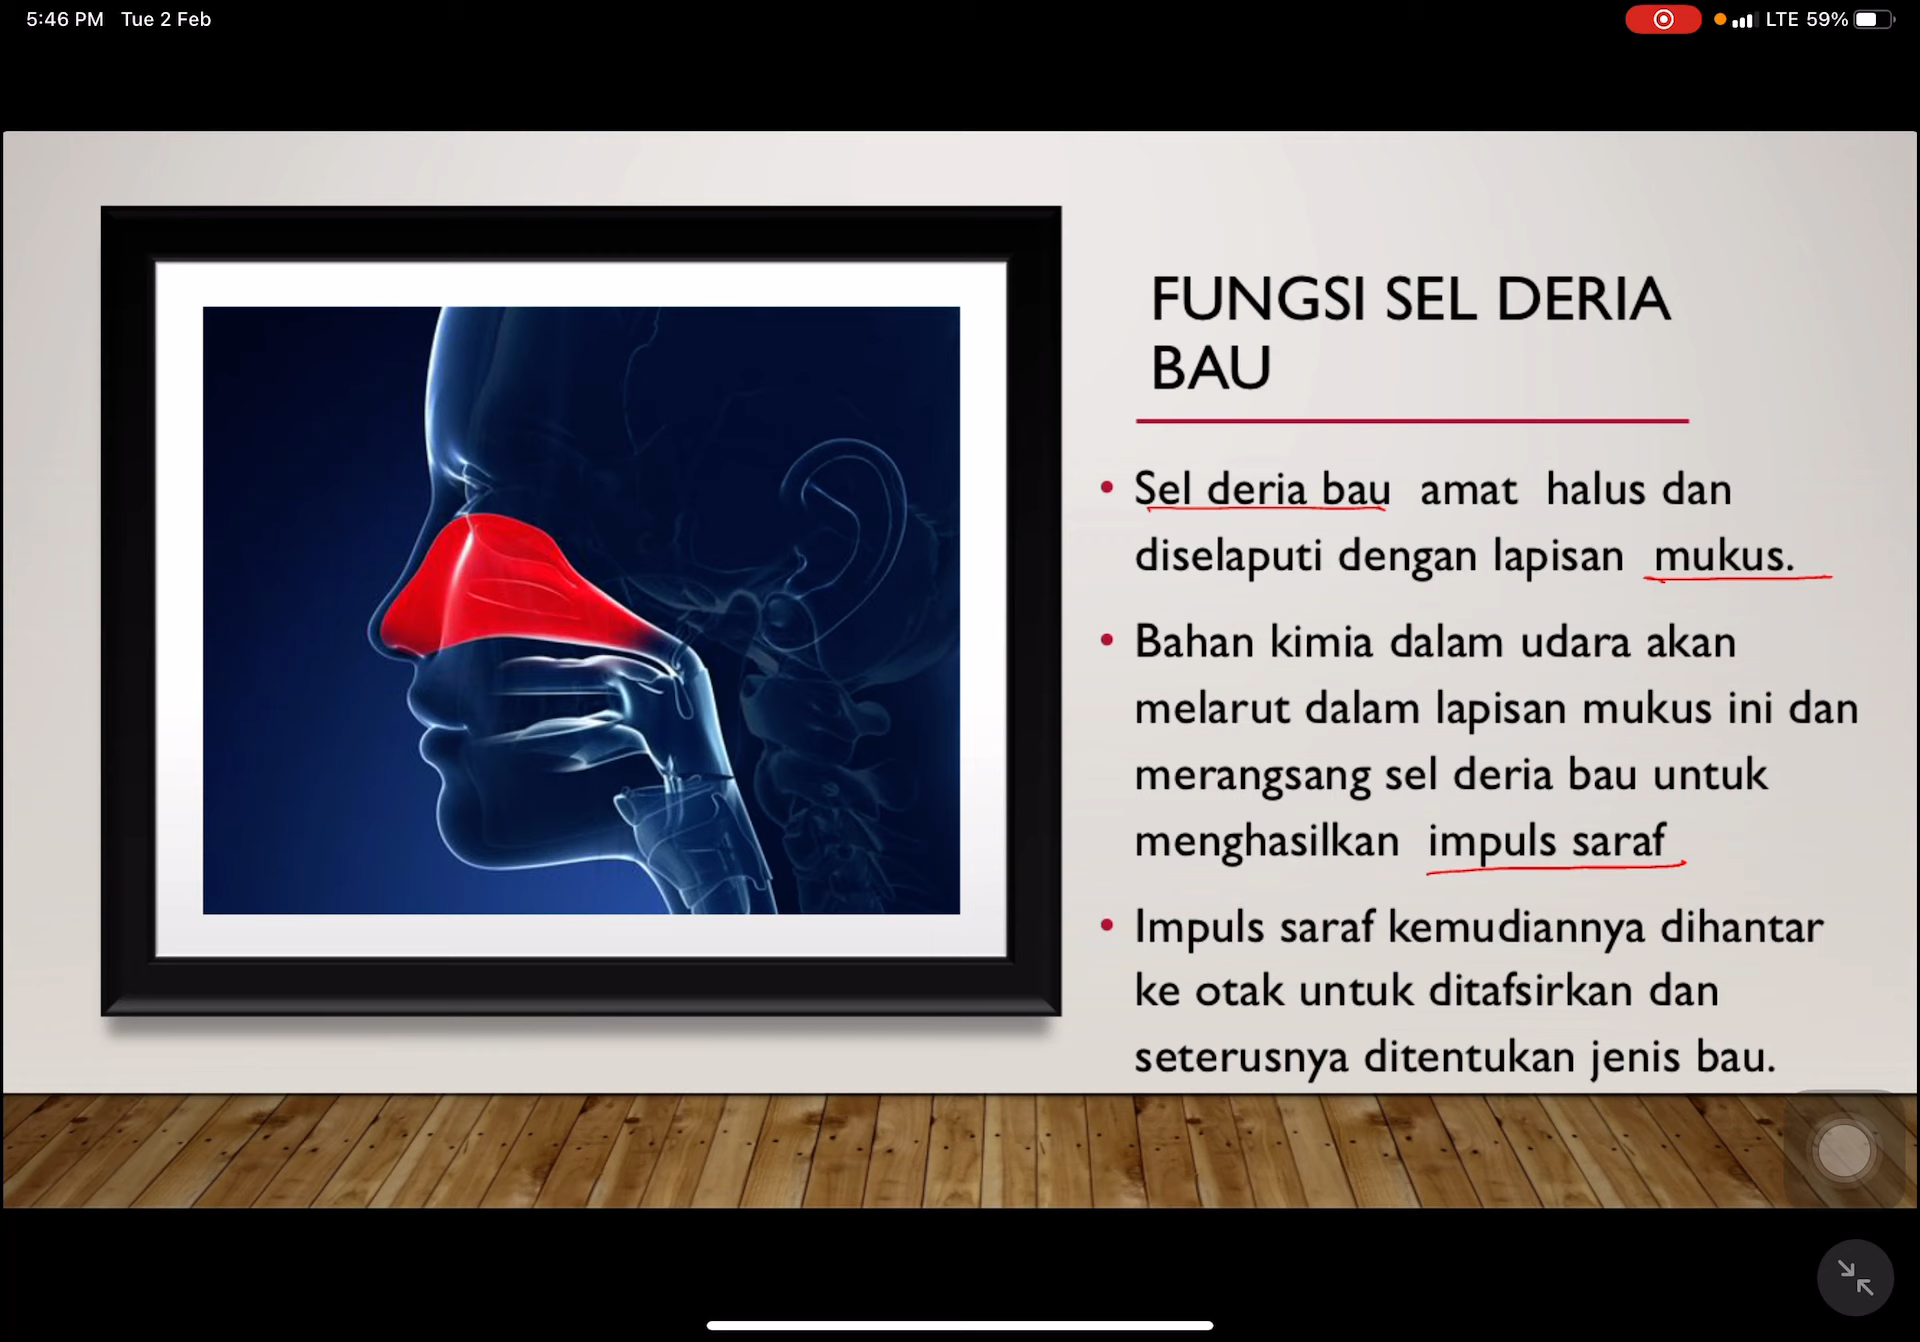 5:46 PM Tue 2 Feb
LTE 59%
FUNGSI SEL DERIA
BAU
• Sel deria bau amat halus dan
diselaputi dengan lapisan mukus.
• Bahan kimia dalam udara akan
melarut dalam lapisan mukus ini dan
merangsang sel deria bau untuk
menghasilkan impuls saraf
• Impuls saraf kemudiannya dihantar
ke otak untuk ditafsirkan dan
seterusnya ditentukan jenis bau.